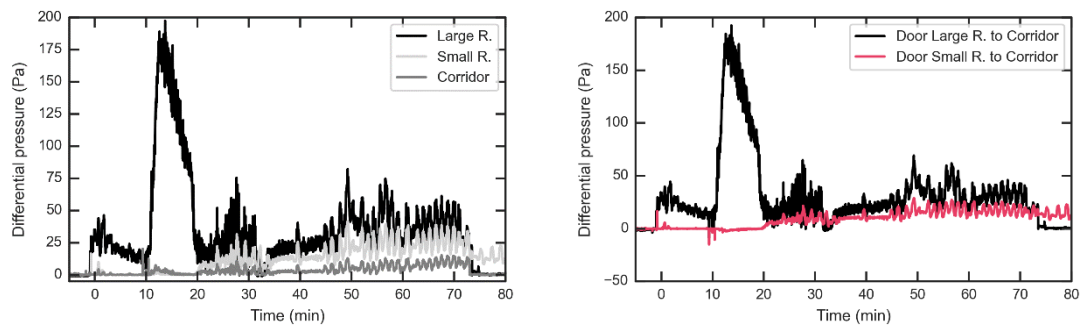 200
175
150
125
100
75
50
25
0
Differential pressure (Pa)
Large R.
Small R.
Corridor
0 10 20 30 40 50 60 70 80
Time (min)
200
150
100
50
0
−50
Differential pressure (Pa)
Door Large R. to Corridor
Door Small R. to Corridor
0 10 20 30 40 50 60 70 80
Time (min)